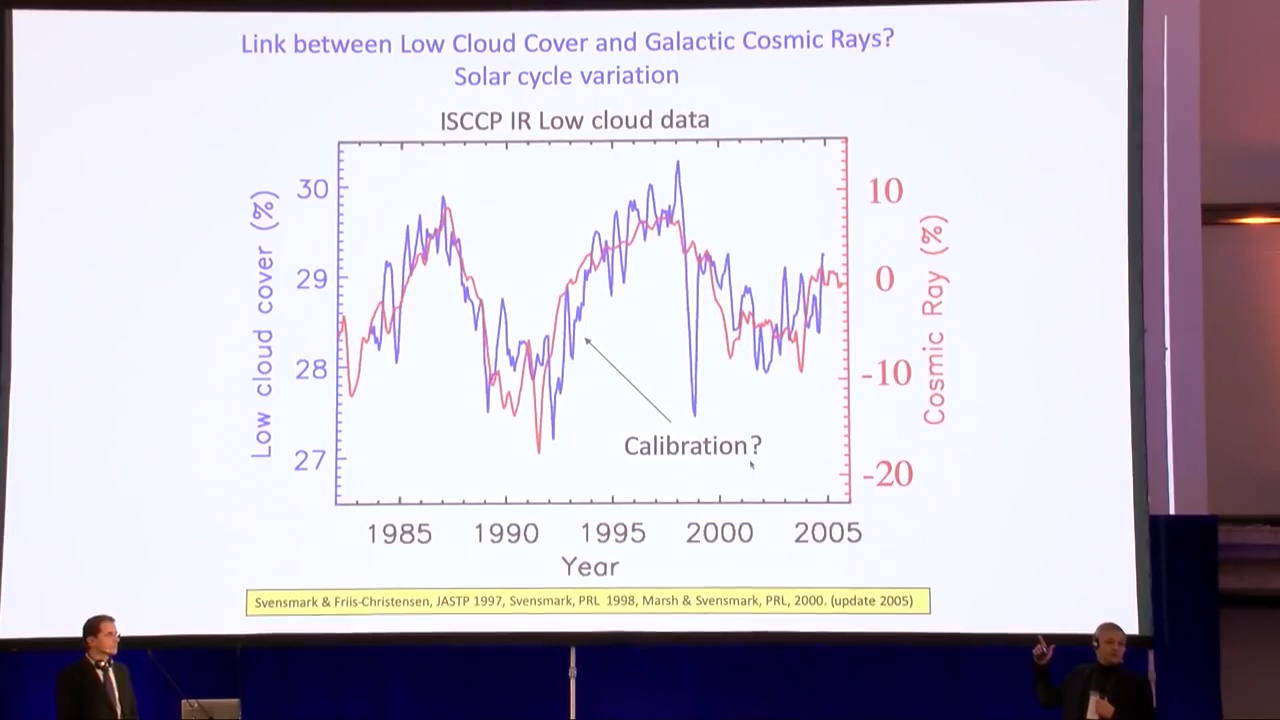 Link between Low Cloud Cover and Galactic Cosmic Rays?
Solar cycle variation
ISCCP IR Low cloud data
Low cloud cover (%)
30
29
28
27
10
0
-10
-20
Cosmic Ray (%)
Calibration?
1985 1990 1995 2000 2005
Year
Svensmark & Friis-Christensen, JASTP 1997, Svensmark, PRL 1998, Marsh & Svensmark, PRL, 2000. (update 2005)